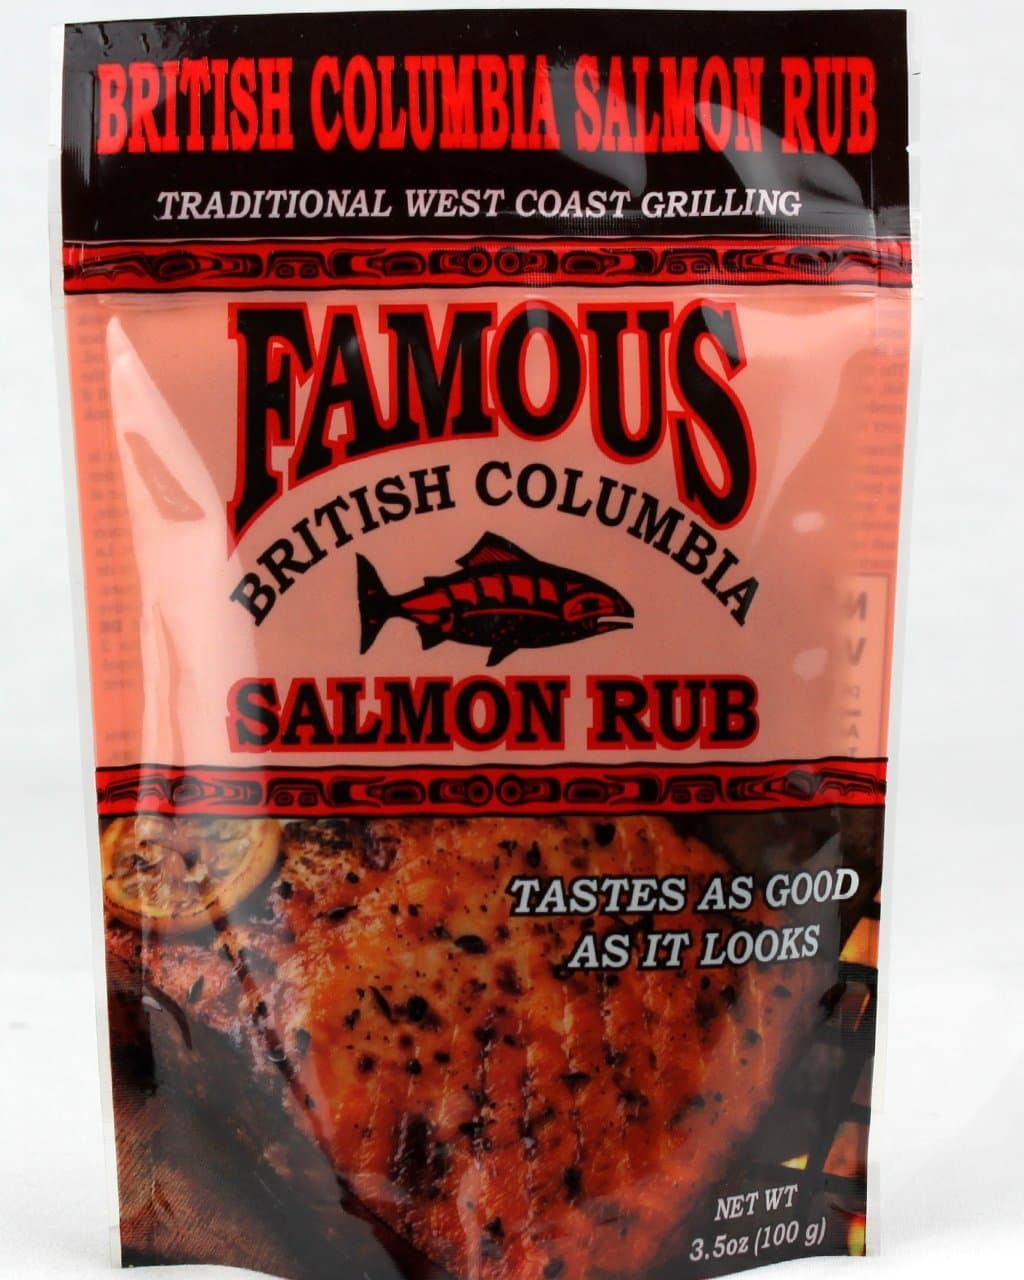 BRITISH COLUMBIA SALMON RUB
TRADITIONAL WEST COAST GRILLING
FAMOUS
BRITISH COLUMBIA
SALMON RUB
TASTES AS GOOD
AS IT LOOKS
NET WT
3.5oz (100 g)